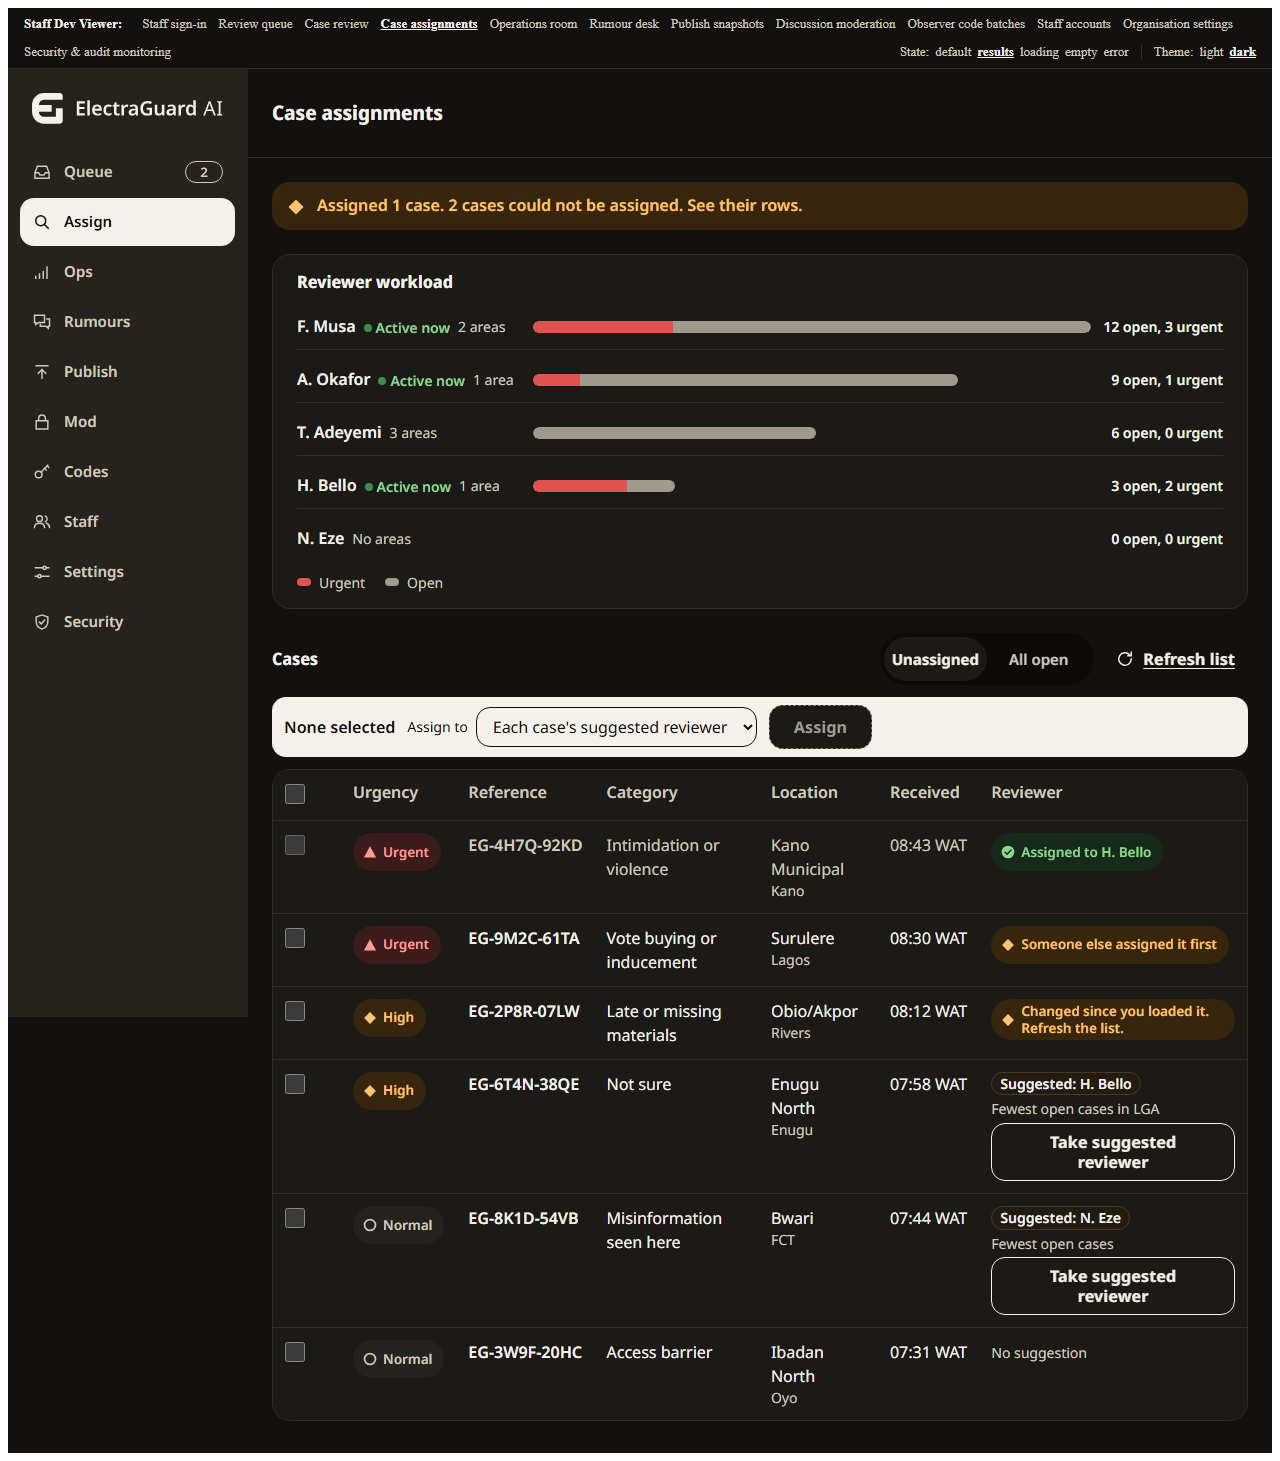 Staff Dev Viewer: Staff sign-in Review queue Case review Case assignments Operations room Rumour desk Publish snapshots Discussion moderation Observer code batches Staff accounts Organisation settings
Security & audit monitoring State: default results loading empty error Theme: light dark
ElectraGuard AI
Case assignments
Queue 2
Assign
Ops
Rumours
Publish
Mod
Codes
Staff
Settings
Security
Assigned 1 case. 2 cases could not be assigned. See their rows.
Reviewer workload
F. Musa Active now 2 areas 12 open, 3 urgent
A. Okafor Active now 1 area 9 open, 1 urgent
T. Adeyemi 3 areas 6 open, 0 urgent
H. Bello Active now 1 area 3 open, 2 urgent
N. Eze No areas 0 open, 0 urgent
Urgent Open
Cases Unassigned All open Refresh list
None selected Assign to Each case's suggested reviewer Assign
Urgency Reference Category Location Received Reviewer
Urgent EG-4H7Q-92KD Intimidation or Kano 08:43 WAT Assigned to H. Bello
violence Municipal
Kano
Urgent EG-9M2C-61TA Vote buying or Surulere 08:30 WAT Someone else assigned it first
inducement Lagos
High EG-2P8R-07LW Late or missing Obio/Akpor 08:12 WAT Changed since you loaded it.
materials Rivers Refresh the list.
High EG-6T4N-38QE Not sure Enugu 07:58 WAT Suggested: H. Bello
North Fewest open cases in LGA
Enugu
Take suggested
reviewer
Normal EG-8K1D-54VB Misinformation Bwari 07:44 WAT Suggested: N. Eze
seen here FCT Fewest open cases
Take suggested
reviewer
Normal EG-3W9F-20HC Access barrier Ibadan 07:31 WAT No suggestion
North
Oyo